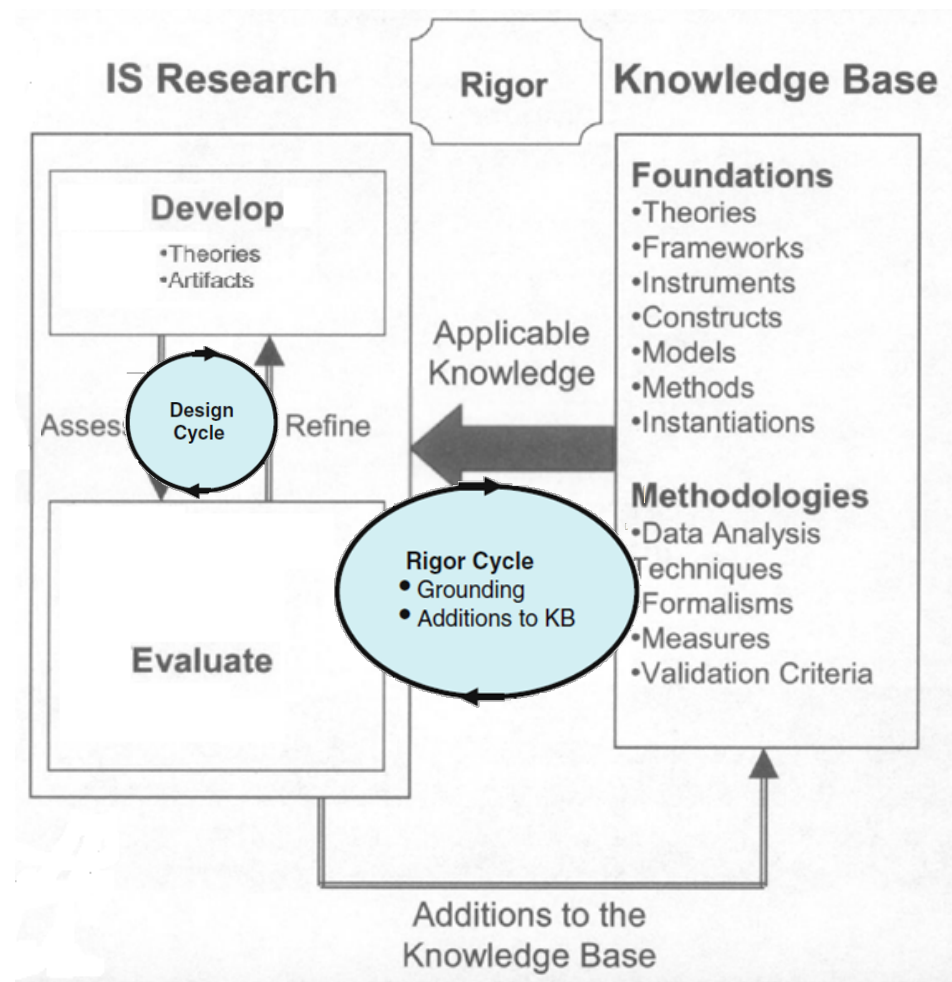 IS Research
Rigor
Knowledge Base
Develop
•Theories
•Artifacts
Assess
Design
Cycle
Refine
Evaluate
Applicable
Knowledge
Rigor Cycle
• Grounding
• Additions to KB
Foundations
•Theories
•Frameworks
•Instruments
•Constructs
•Models
•Methods
•Instantiations
Methodologies
•Data Analysis
Techniques
Formalisms
•Measures
•Validation Criteria
Additions to the
Knowledge Base